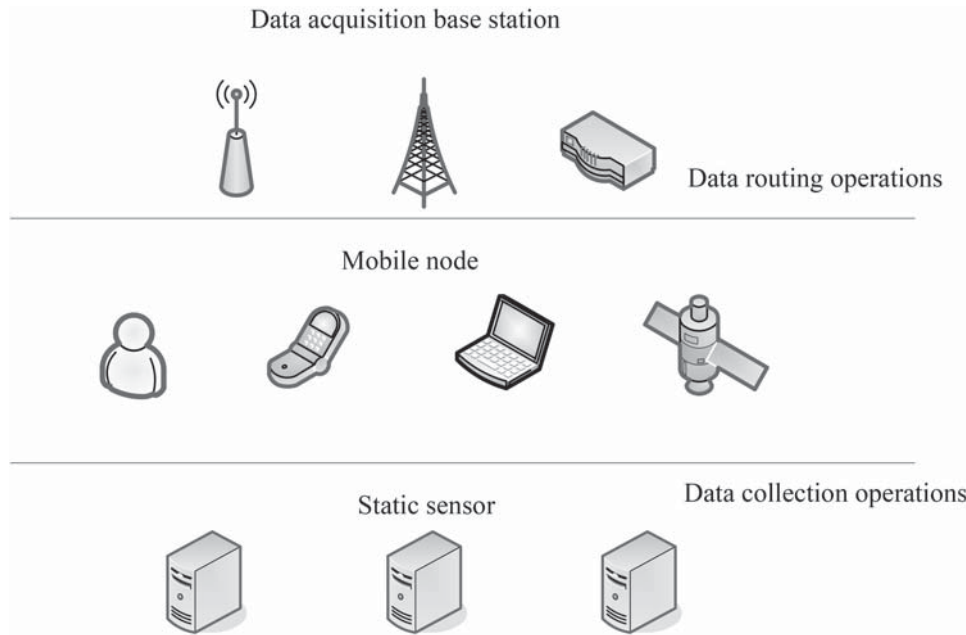 Data acquisition base station
Data routing operations
Mobile node
Data collection operations
Static sensor